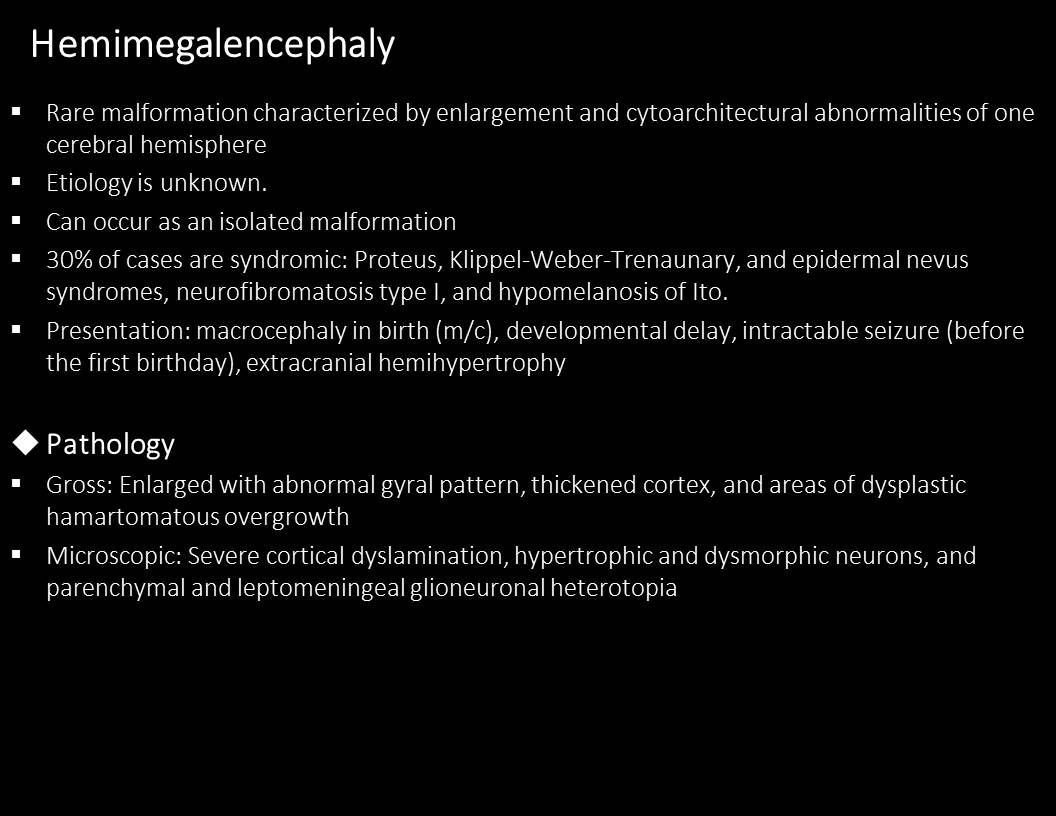 Hemimegalencephaly
▪ Rare malformation characterized by enlargement and cytoarchitectural abnormalities of one
cerebral hemisphere
▪ Etiology is unknown.
▪ Can occur as an isolated malformation
▪ 30% of cases are syndromic: Proteus, Klippel-Weber-Trenaunary, and epidermal nevus
syndromes, neurofibromatosis type I, and hypomelanosis of Ito.
▪ Presentation: macrocephaly in birth (m/c), developmental delay, intractable seizure (before
the first birthday), extracranial hemihypertrophy
◆ Pathology
▪ Gross: Enlarged with abnormal gyral pattern, thickened cortex, and areas of dysplastic
hamartomatous overgrowth
▪ Microscopic: Severe cortical dyslamination, hypertrophic and dysmorphic neurons, and
parenchymal and leptomeningeal glioneuronal heterotopia